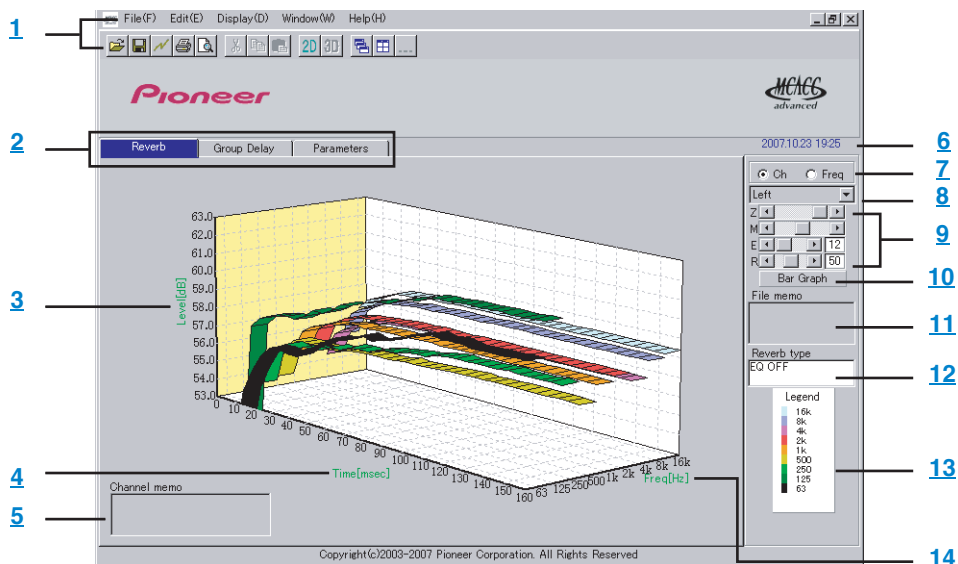 1
File(F) Edit(E) Display(D) Window(W) Help(H)
2D 3D ...
Pioneer
MCACC
advanced
2
Reverb Group Delay Parameters
2007.10.23 19:25
6
Ch Freq
7
Left
8
Z
M
E 12
R 50
9
Bar Graph
10
File memo
11
Reverb type
EQ OFF
12
Legend
16k
8k
4k
2k
1k
500
250
125
63
13
3
Level[dB]
63.0
62.0
61.0
60.0
59.0
58.0
57.0
56.0
55.0
54.0
53.0
0 10 20 30 40 50 60 70 80 90 100 110 120 130 140 150 160
63 125 250 500 1k 2k 4k 8k 16k
4
Time[msec]
Freq[Hz]
Channel memo
5
14
Copyright(c)2003-2007 Pioneer Corporation. All Rights Reserved